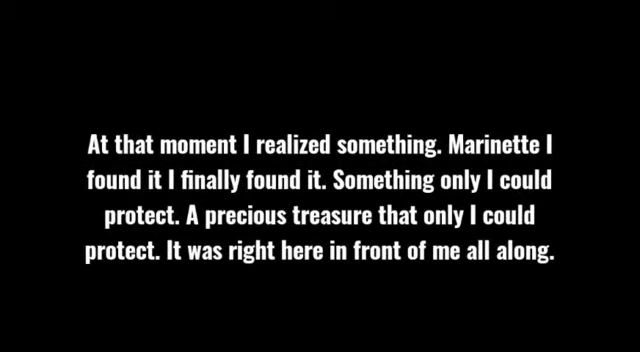 At that moment I realized something. Marinette I
found it I finally found it. Something only I could
protect. A precious treasure that only I could
protect. It was right here in front of me all along.